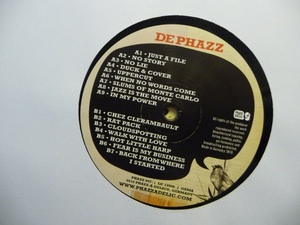 DE PHAZZ
A1 • JUST A FILE
A2 • NO STORY
A3 • NO LIE
A4 • DUCK & COVER
A5 • UPPERCUT
A6 • WHEN NO WORDS COME
A7 • SLUMS OF MONTE CARLO
A8 • JAZZ IS THE MOVE
A9 • IN MY POWER
B1 • CHEZ CLERAMBAULT
B2 • RAT PACK
B3 • CLOUDSPOTTING
B4 • WALK WITH LOVE
B5 • HOT LITTLE HARP
B6 • FEAR IS MY BUSINESS
B7 • BACK FROM WHERE
I STARTED
WWW.PHAZZADELIC.COM